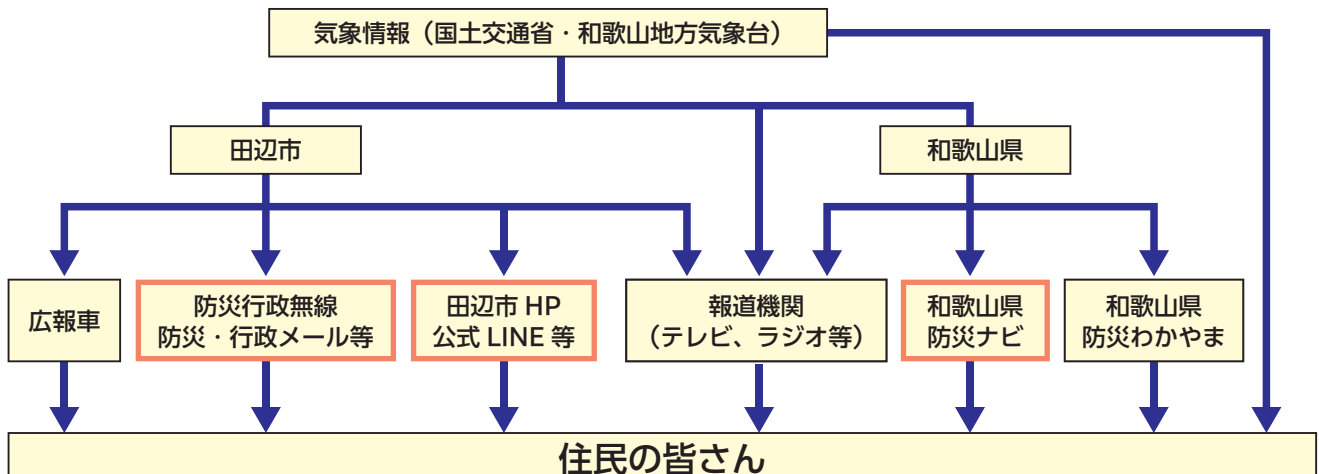 気象情報（国土交通省・和歌山地方気象台）
田辺市
和歌山県
広報車
防災行政無線
防災・行政メール等
田辺市 HP
公式 LINE 等
報道機関
（テレビ、ラジオ等）
和歌山県
防災ナビ
和歌山県
防災わかやま
住民の皆さん